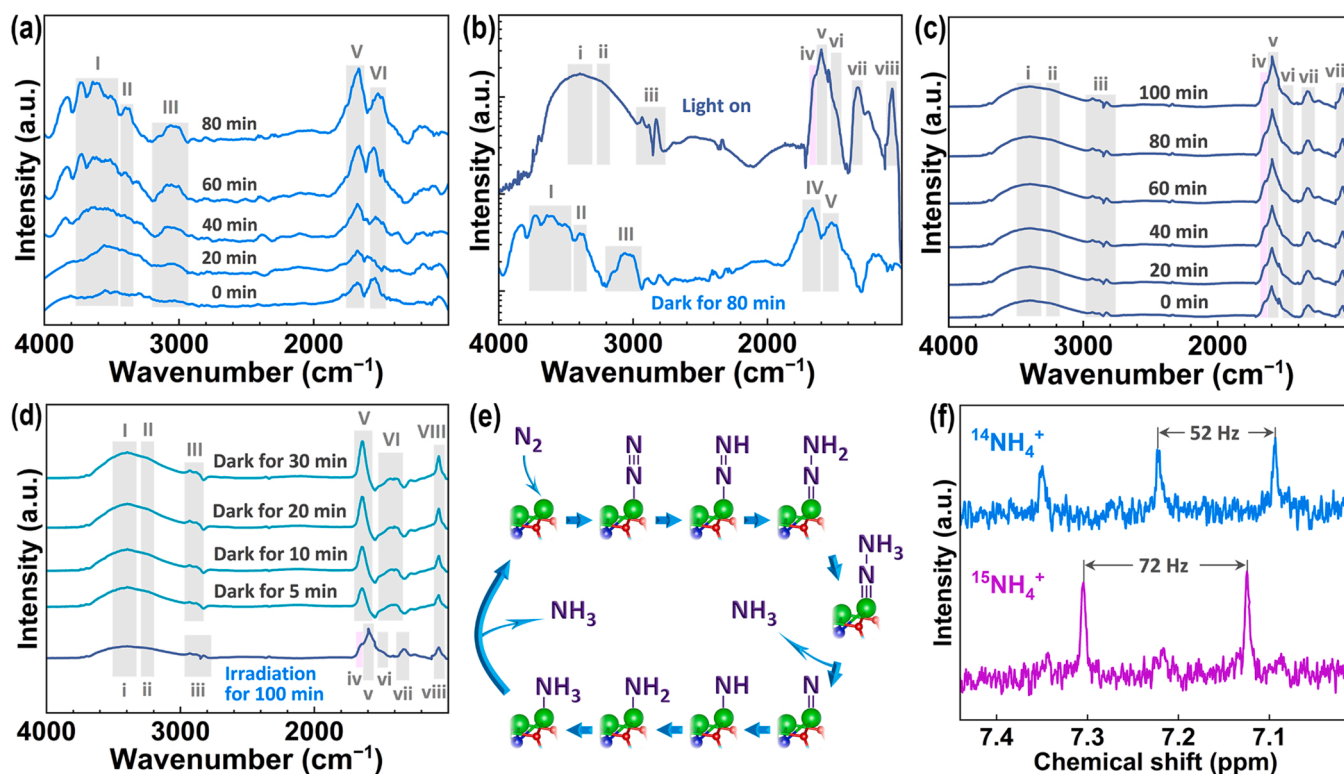 (a)
Intensity (a.u.)
I
II
III
V
VI
80 min
60 min
40 min
20 min
0 min
4000 3000 2000
Wavenumber (cm⁻¹)
(b)
Intensity (a.u.)
i
ii
iii
iv
v
vi
vii
viii
Light on
I
II
III
IV
V
Dark for 80 min
4000 3000 2000
Wavenumber (cm⁻¹)
(c)
Intensity (a.u.)
i
ii
iii
iv
v
vi
vii
vii
100 min
80 min
60 min
40 min
20 min
0 min
4000 3000 2000
Wavenumber (cm⁻¹)
(d)
Intensity (a.u.)
I
II
III
V
VI
VIII
Dark for 30 min
Dark for 20 min
Dark for 10 min
Dark for 5 min
Irradiation
for 100 min
i
ii
iii
iv
v
vi
vii
viii
4000 3000 2000
Wavenumber (cm⁻¹)
(e)
N₂
N≡N
NH=N
NH₂-N
NH₃-N
NH₃
NH₃
NH₃
NH₂
NH
N
(f)
Intensity (a.u.)
¹⁴NH₄⁺
52 Hz
¹⁵NH₄⁺
72 Hz
7.4 7.3 7.2 7.1
Chemical shift (ppm)